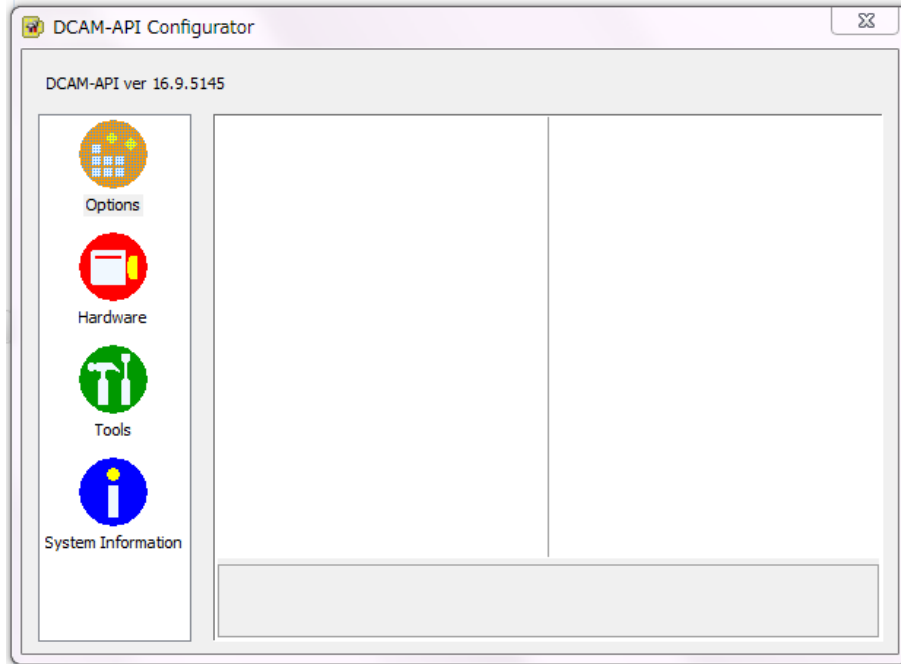 DCAM-API Configurator
DCAM-API ver 16.9.5145
Options
Hardware
Tools
System Information